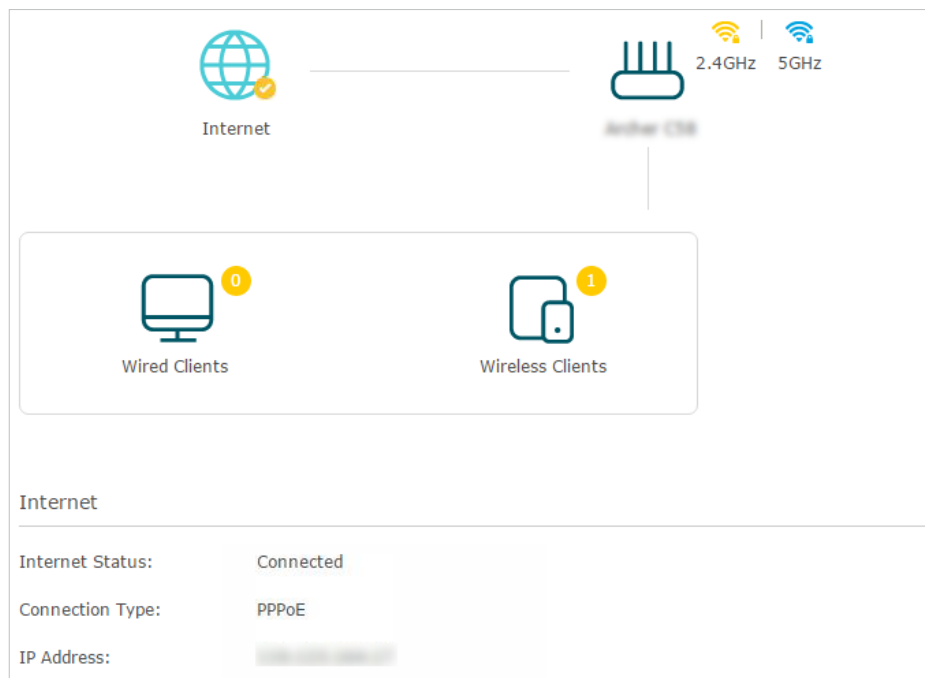 2.4GHz 5GHz
Internet
0 1
Wired Clients Wireless Clients
Internet
Internet Status: Connected
Connection Type: PPPoE
IP Address: